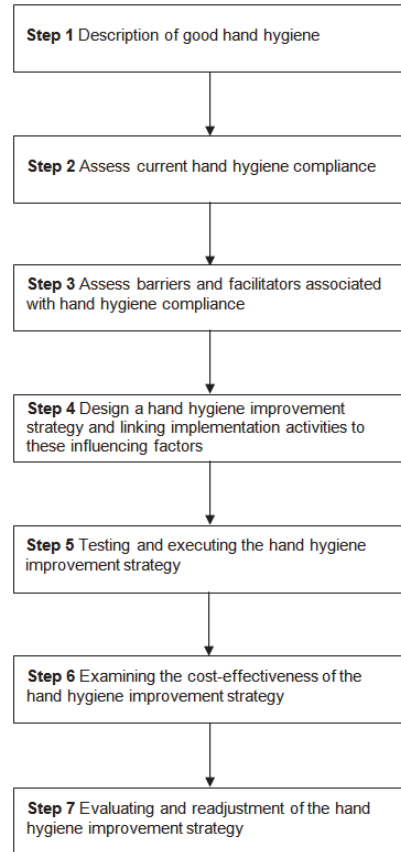 Step 1 Description of good hand hygiene
Step 2 Assess current hand hygiene compliance
Step 3 Assess barriers and facilitators associated
with hand hygiene compliance
Step 4 Design a hand hygiene improvement
strategy and linking implementation activities to
these influencing factors
Step 5 Testing and executing the hand hygiene
improvement strategy
Step 6 Examining the cost-effectiveness of the
hand hygiene improvement strategy
Step 7 Evaluating and readjustment of the hand
hygiene improvement strategy